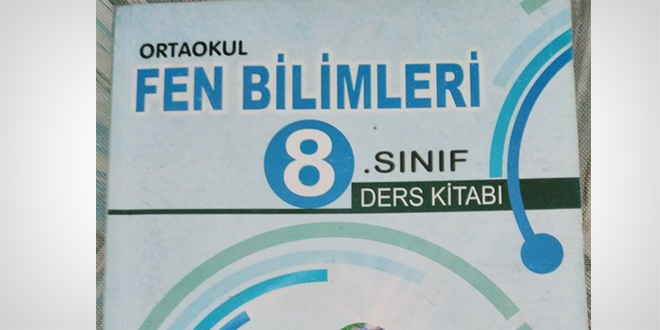 ORTAOKUL
FEN BİLİMLERİ
8.SINIF
DERS KİTABI